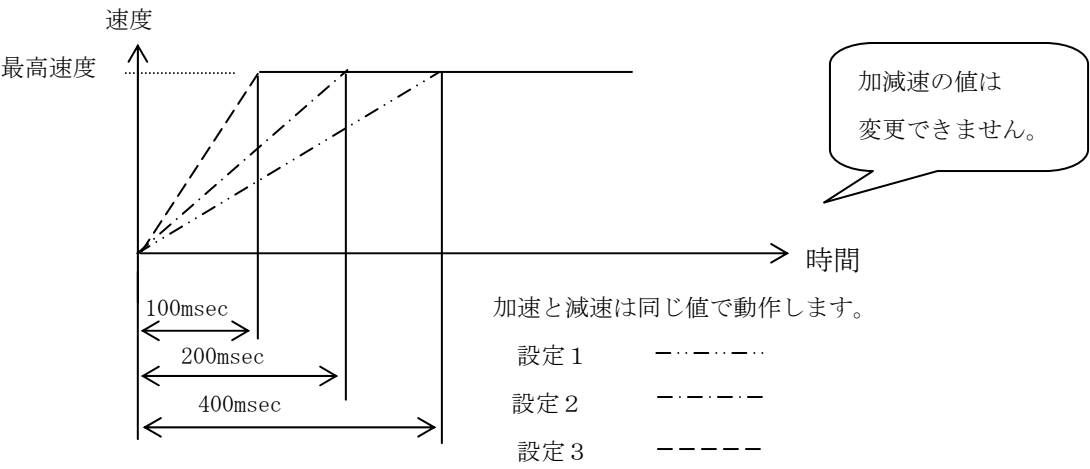 速度
最高速度
加減速の値は
変更できません。
時間
100msec
加速と減速は同じ値で動作します。
200msec
設定１
400msec
設定２
設定３